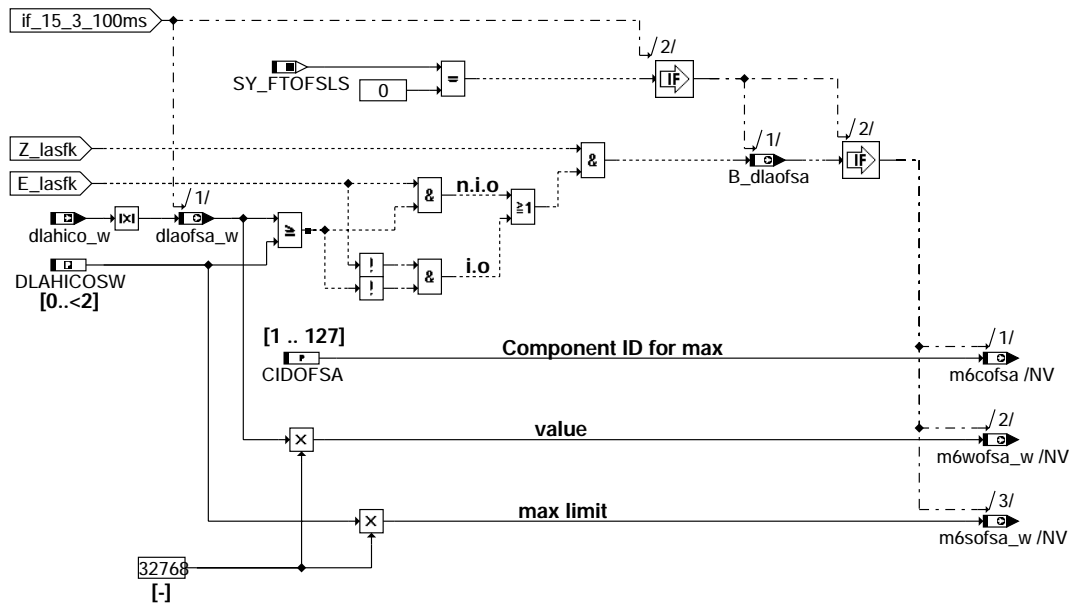 if_15_3_100ms
/2/
SY_FTOFSLS
0
=
IF
/2/
Z_lasfk
&
/1/
IF
B_dlaofsa
E_lasfk
&
n.i.o
≥1
/1/
dlahico_w
|x|
dlaofsa_w
≥
DLAHICOSW
[0..<2]
!
!
&
i.o
[1 .. 127]
P
CIDOFSA
Component ID for max
/1/
m6cofsa /NV
×
value
/2/
m6wofsa_w /NV
×
max limit
/3/
m6sofsa_w /NV
32768
[-]